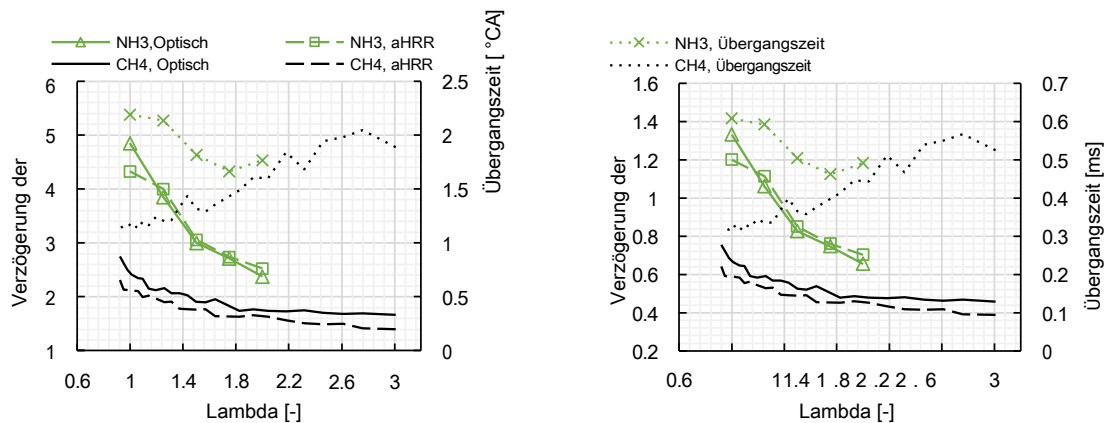 NH3,Optisch
NH3, aHRR
CH4, Optisch
CH4, aHRR
6
5
4
3
2
1
Verzögerung der
2.5
2
1.5
1
0.5
0
Übergangszeit [ °CA]
0.6 1 1.4 1.8 2.2 2.6 3
Lambda [-]
NH3, Übergangszeit
CH4, Übergangszeit
1.6
1.4
1.2
1
0.8
0.6
0.4
0.2
Verzögerung der
0.7
0.6
0.5
0.4
0.3
0.2
0.1
0
Übergangszeit [ms]
0.6 11.4 1.8 2.2 2.6 3
Lambda [-]